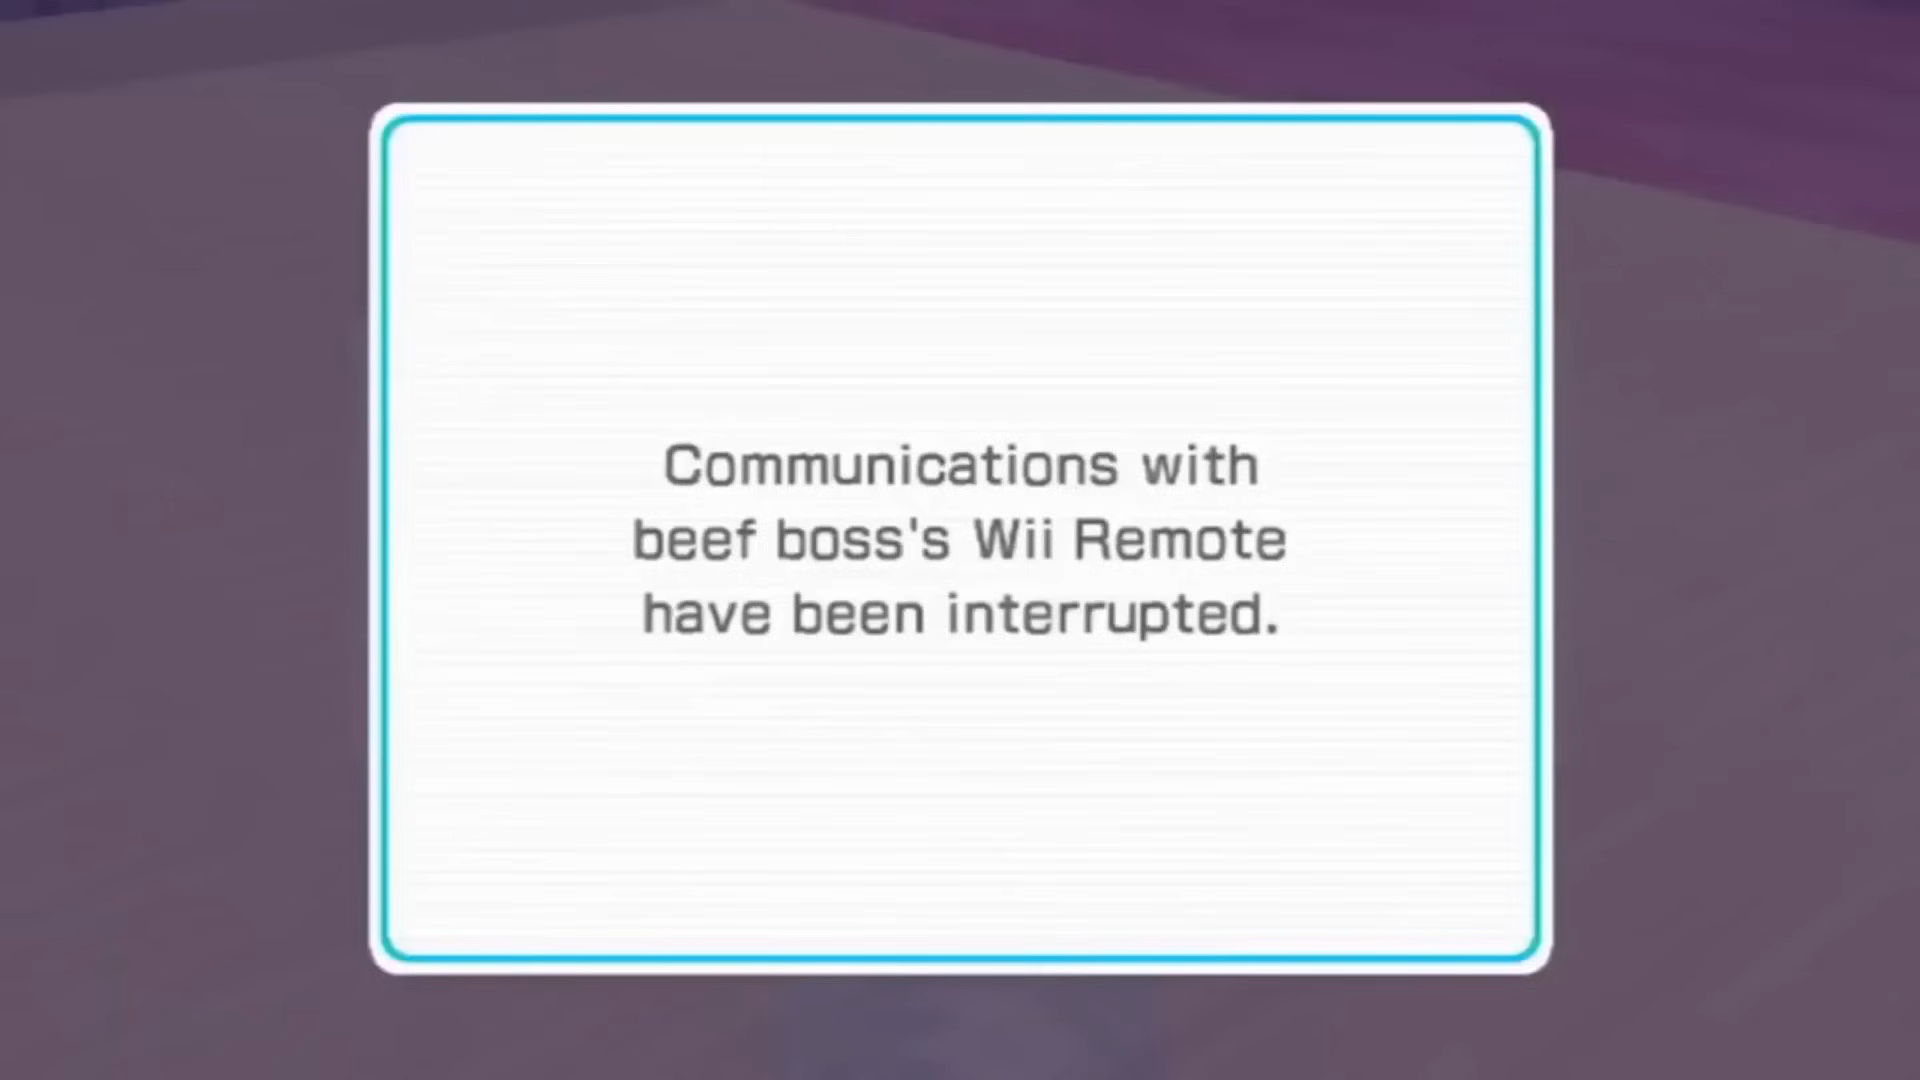 Communications with
beef boss's Wii Remote
have been interrupted.